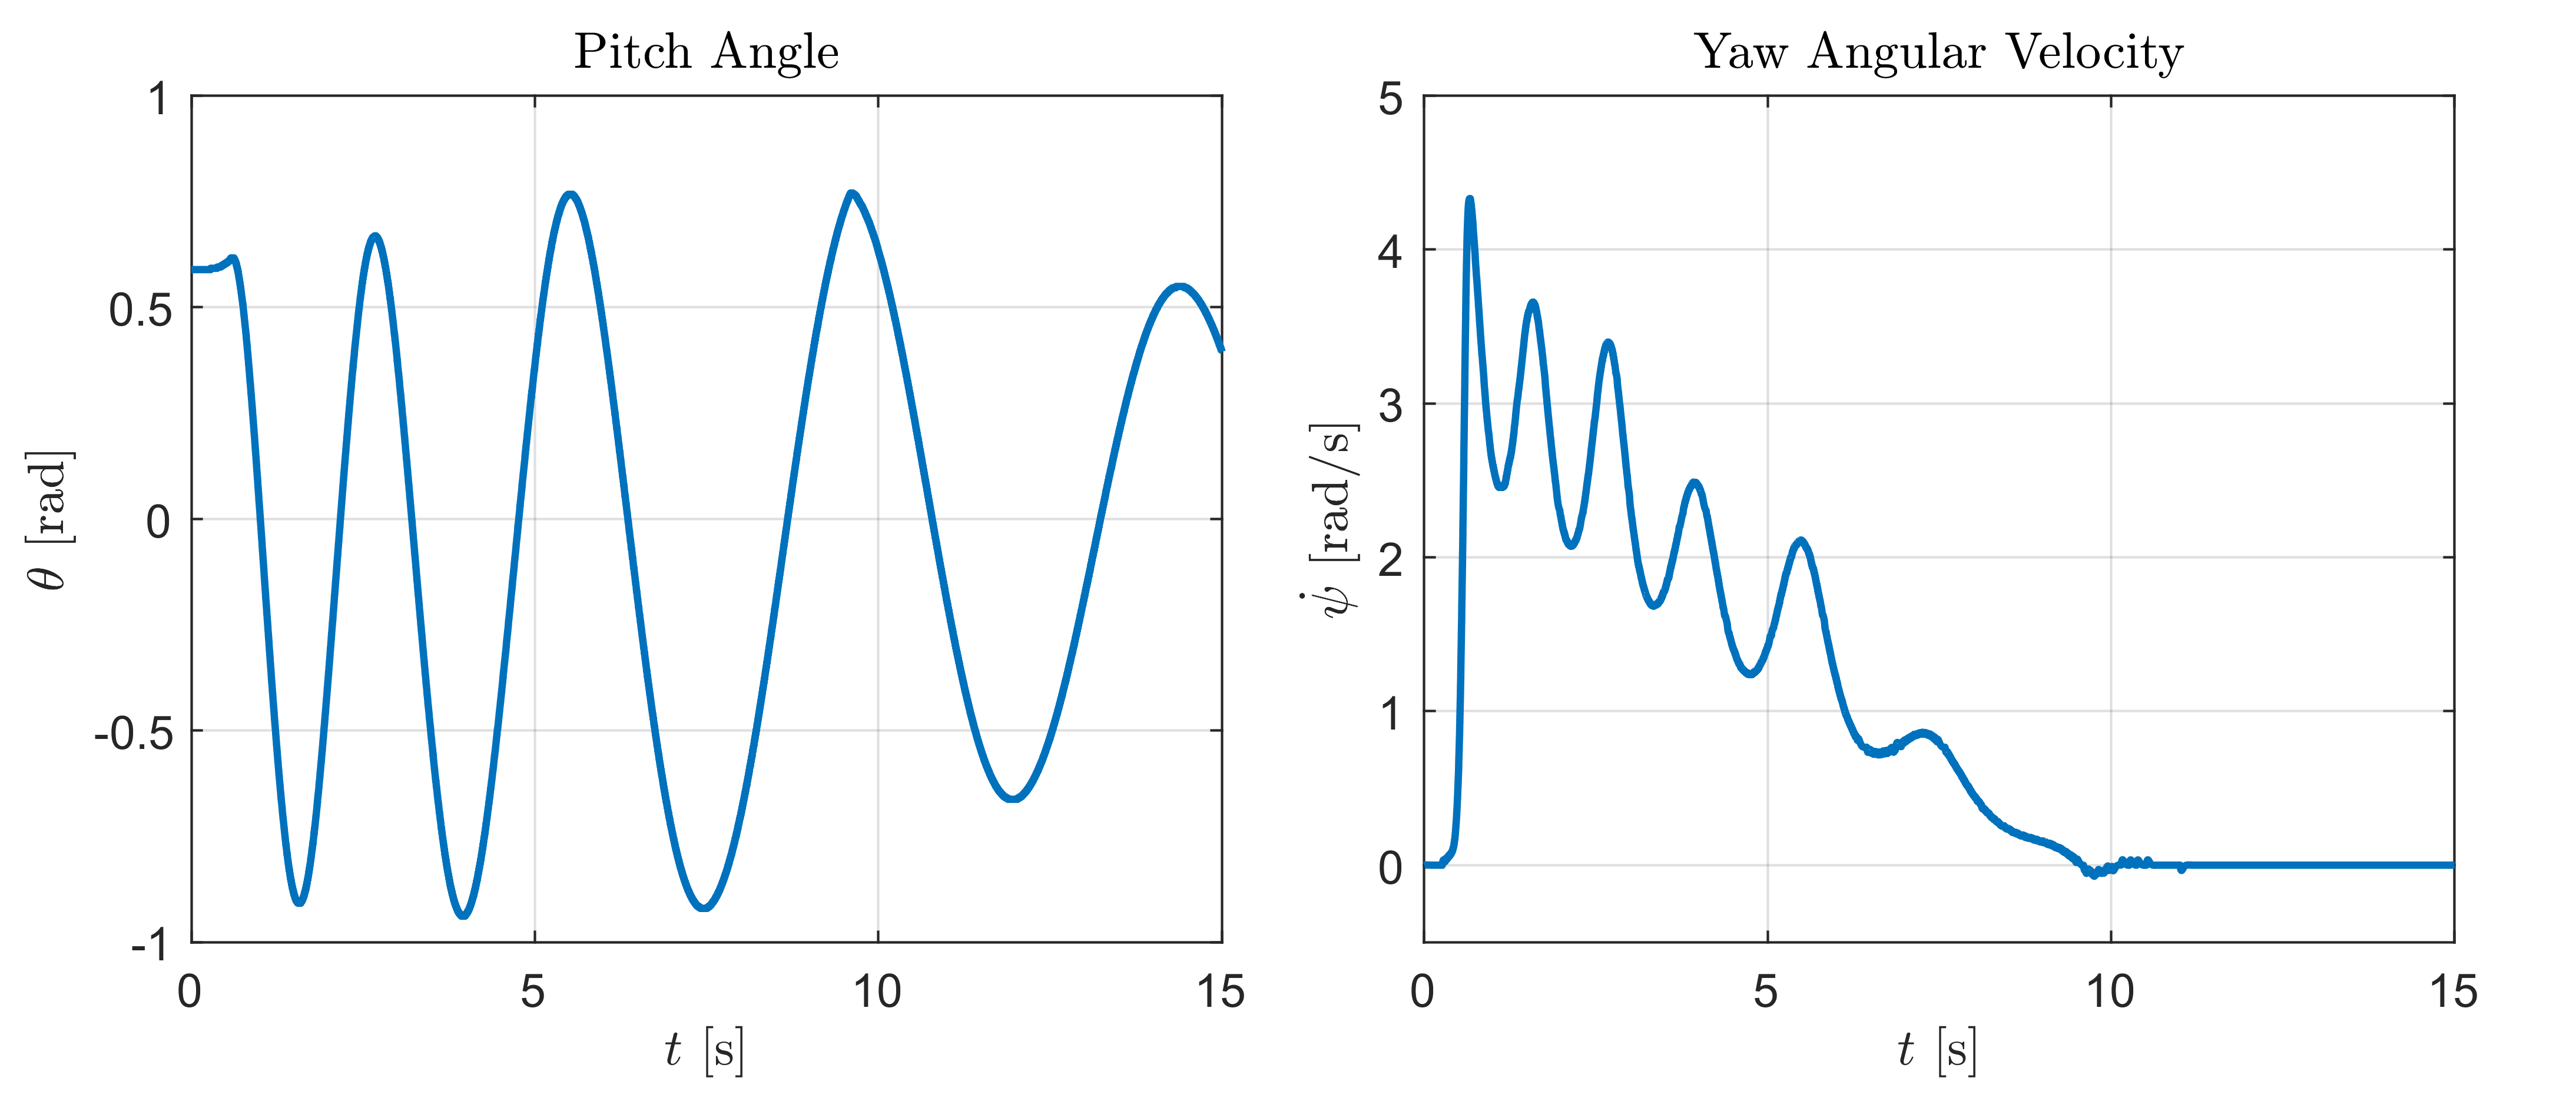 Pitch Angle
1
0.5
0
-0.5
-1
θ [rad]
0 5 10 15
t [s]
Yaw Angular Velocity
5
4
3
2
1
0
ψ̇ [rad/s]
0 5 10 15
t [s]